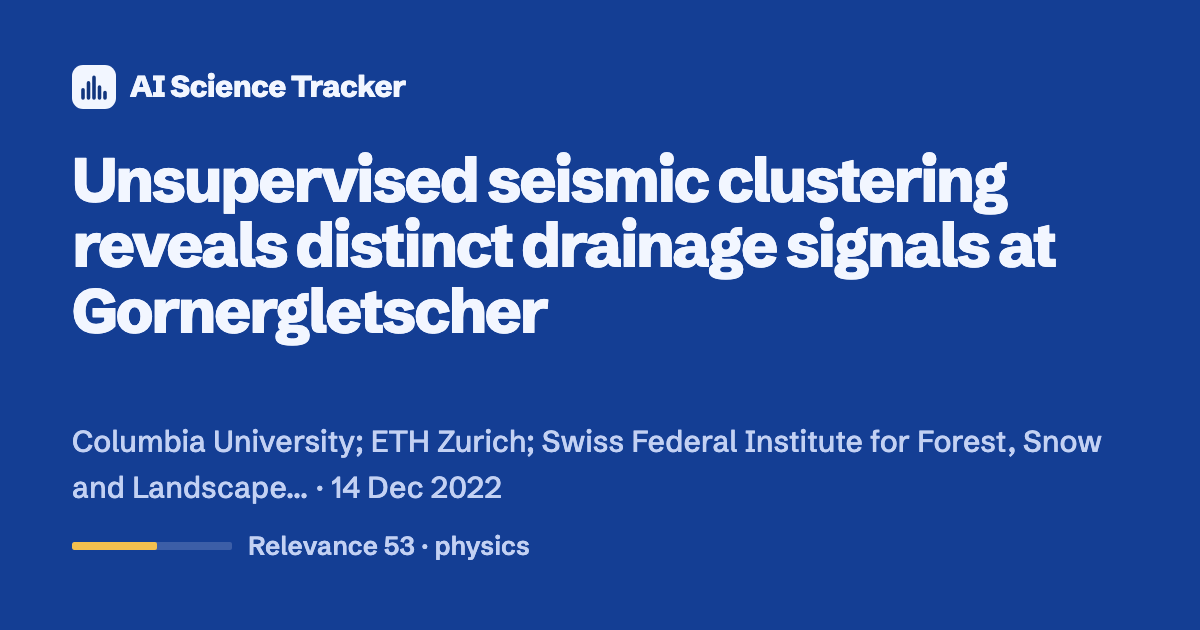 AI Science Tracker
Unsupervised seismic clustering
reveals distinct drainage signals at
Gornergletscher
Columbia University; ETH Zurich; Swiss Federal Institute for Forest, Snow
and Landscape... · 14 Dec 2022
Relevance 53 · physics